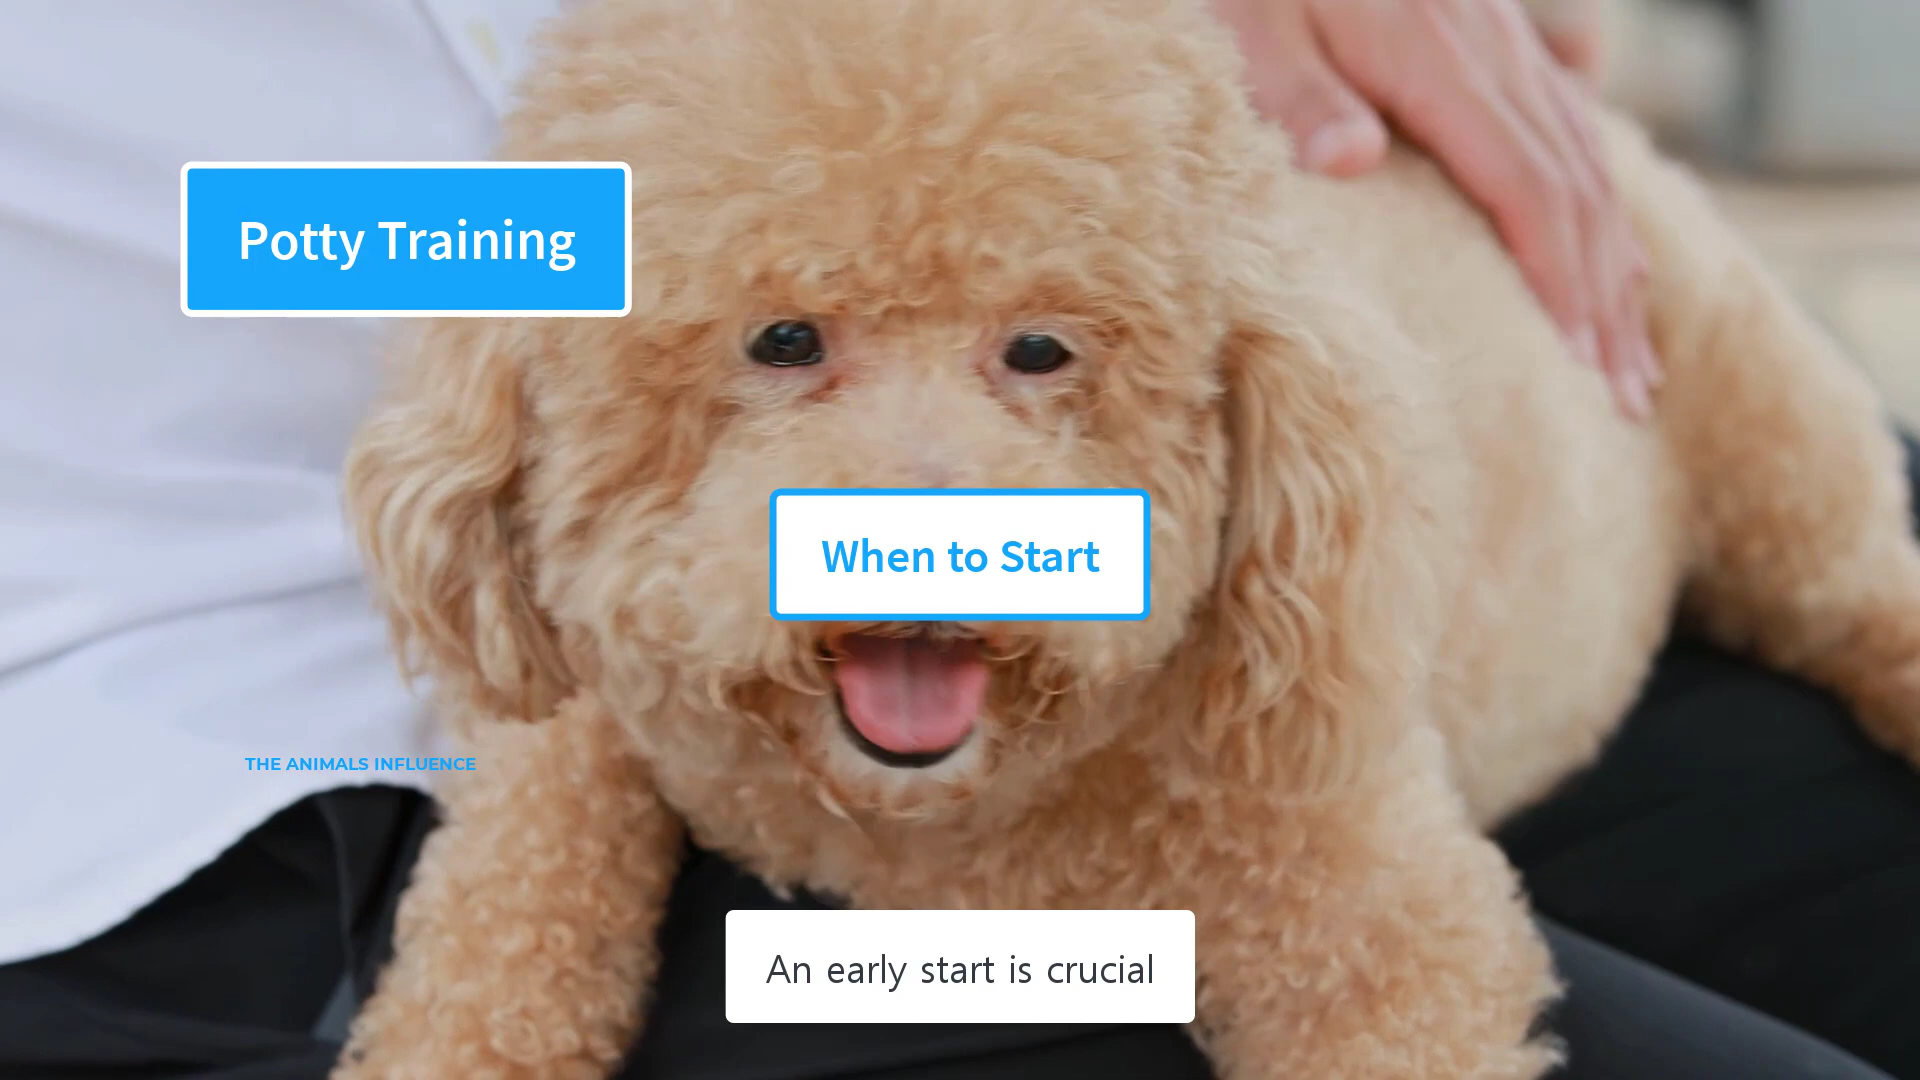 Potty Training
When to Start
THE ANIMALS INFLUENCE
An early start is crucial